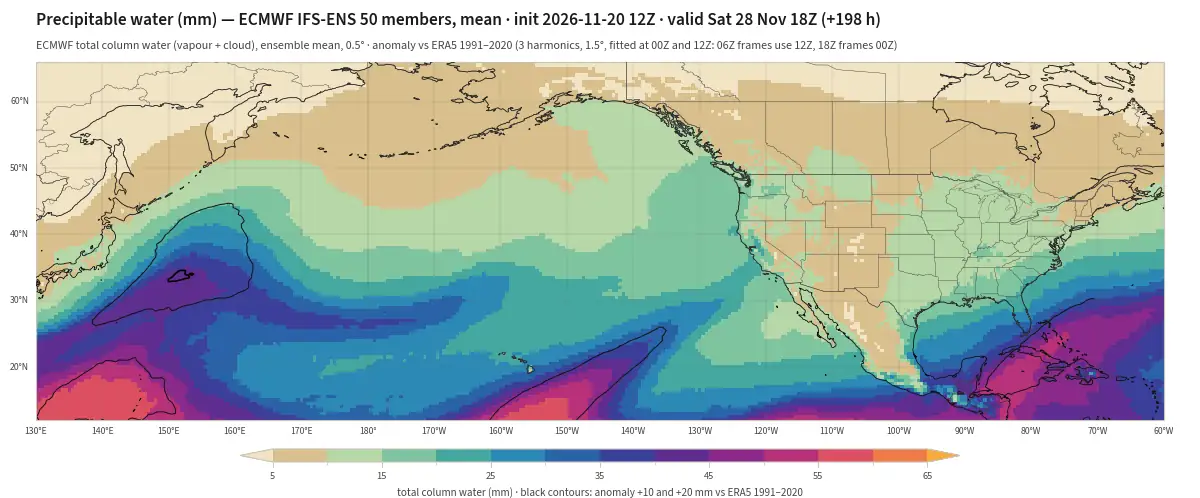 Precipitable water (mm) — ECMWF IFS-ENS 50 members, mean · init 2026-11-20 12Z · valid Sat 28 Nov 18Z (+198 h)
ECMWF total column water (vapour + cloud), ensemble mean, 0.5° · anomaly vs ERA5 1991–2020 (3 harmonics, 1.5°, fitted at 00Z and 12Z: 06Z frames use 12Z, 18Z frames 00Z)
60°N
50°N
40°N
30°N
20°N
130°E 140°E 150°E 160°E 170°E 180° 170°W 160°W 150°W 140°W 130°W 120°W 110°W 100°W 90°W 80°W 70°W 60°W
5 15 25 35 45 55 65
total column water (mm) · black contours: anomaly +10 and +20 mm vs ERA5 1991–2020